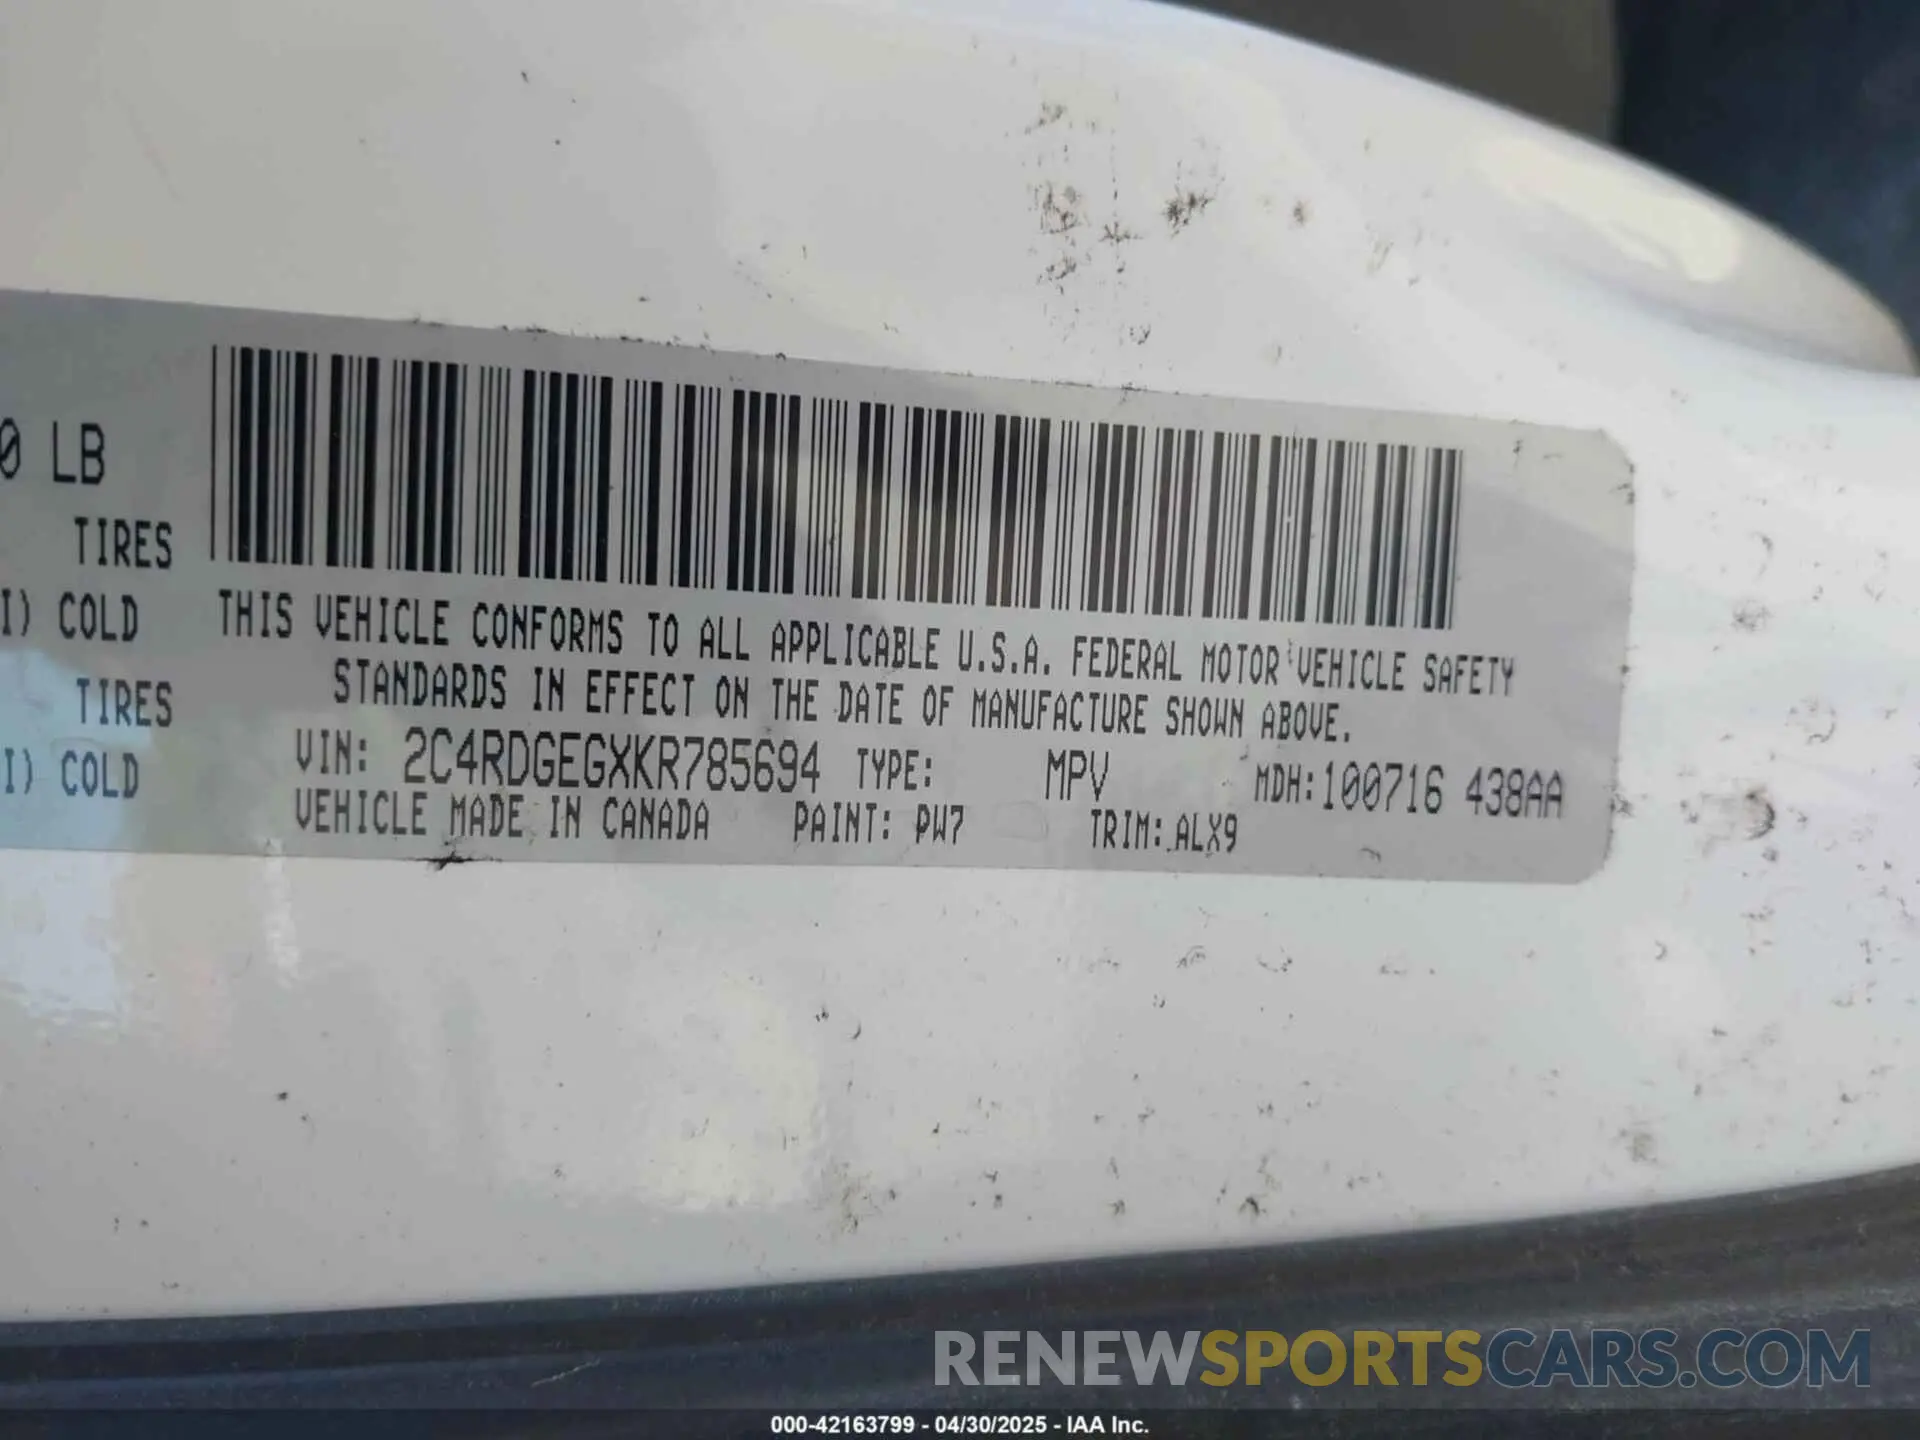 0 LB
TIRES
I) COLD
TIRES
I) COLD
THIS VEHICLE CONFORMS TO ALL APPLICABLE U.S.A. FEDERAL MOTOR VEHICLE SAFETY
STANDARDS IN EFFECT ON THE DATE OF MANUFACTURE SHOWN ABOVE.
VIN: 2C4RDGEGXKR785694 TYPE: MPV MDH:100716 438AA
VEHICLE MADE IN CANADA PAINT: PW7 TRIM: ALX9
RENEWSPORTSCARS.COM
000-42163799 - 04/30/2025 - IAA Inc.